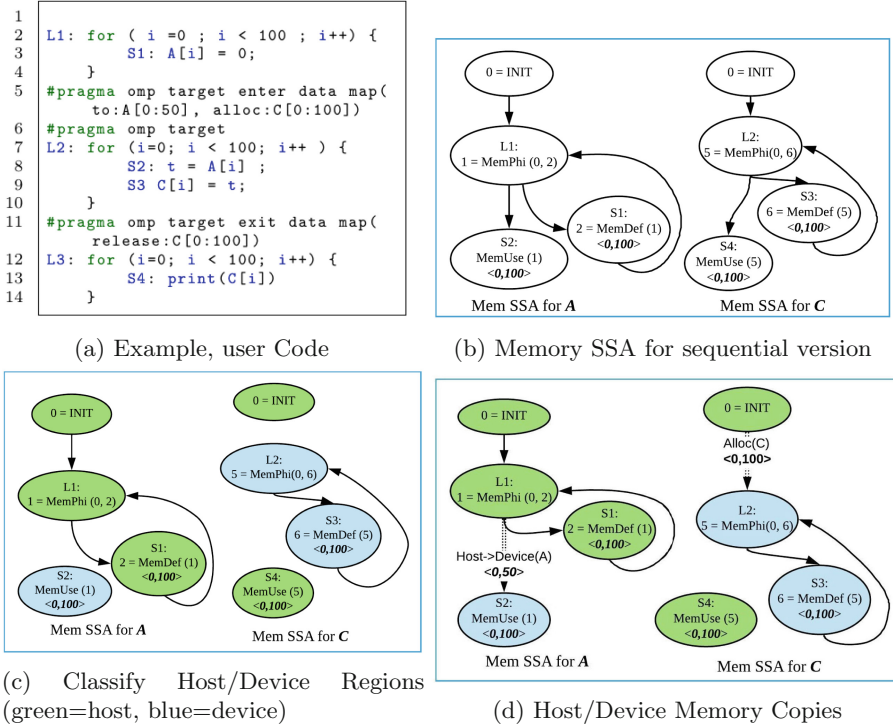 1
2 L1: for ( i =0 ; i < 100 ; i++) {
3 S1: A[i] = 0;
4 }
5 #pragma omp target enter data map(
to:A[0:50], alloc:C[0:100])
6 #pragma omp target
7 L2: for (i=0; i < 100; i++ ) {
8 S2: t = A[i] ;
9 S3 C[i] = t;
10 }
11 #pragma omp target exit data map(
release:C[0:100])
12 L3: for (i=0; i < 100; i++) {
13 S4: print(C[i])
14 }
(a) Example, user Code
0 = INIT
L1:
1 = MemPhi (0, 2)
S1:
2 = MemDef (1)
<0,100>
S2:
MemUse (1)
<0,100>
Mem SSA for A
0 = INIT
L2:
5 = MemPhi(0, 6)
S3:
6 = MemDef (5)
<0,100>
S4:
MemUse (5)
<0,100>
Mem SSA for C
(b) Memory SSA for sequential version
0 = INIT
L1:
1 = MemPhi (0, 2)
S1:
2 = MemDef (1)
<0,100>
S2:
MemUse (1)
<0,100>
Mem SSA for A
0 = INIT
L2:
5 = MemPhi(0, 6)
S3:
6 = MemDef (5)
<0,100>
S4:
MemUse (5)
<0,100>
Mem SSA for C
(c) Classify Host/Device Regions
(green=host, blue=device)
0 = INIT
L1:
1 = MemPhi (0, 2)
S1:
2 = MemDef (1)
<0,100>
Host->Device(A)
<0,50>
S2:
MemUse (1)
<0,100>
Mem SSA for A
0 = INIT
Alloc(C)
<0,100>
L2:
5 = MemPhi(0, 6)
S3:
6 = MemDef (5)
<0,100>
S4:
MemUse (5)
<0,100>
Mem SSA for C
(d) Host/Device Memory Copies